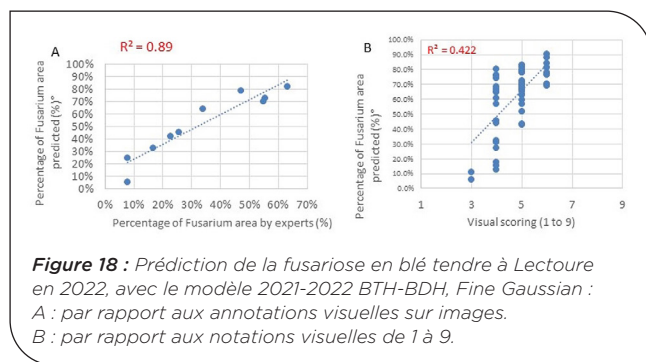 A
R² = 0.89
Percentage of Fusarium area
predicted (%)°
100%
90%
80%
70%
60%
50%
40%
30%
20%
10%
0%
0% 10% 20% 30% 40% 50% 60% 70%
Percentage of Fusarium area by experts (%)
B
R² = 0.422
Percentage of Fusarium area
predicted (%)°
100.0%
90.0%
80.0%
70.0%
60.0%
50.0%
40.0%
30.0%
20.0%
10.0%
0.0%
1 3 5 7 9
Visual scoring (1 to 9)
Figure 18 : Prédiction de la fusariose en blé tendre à Lectoure
en 2022, avec le modèle 2021-2022 BTH-BDH, Fine Gaussian :
A : par rapport aux annotations visuelles sur images.
B : par rapport aux notations visuelles de 1 à 9.